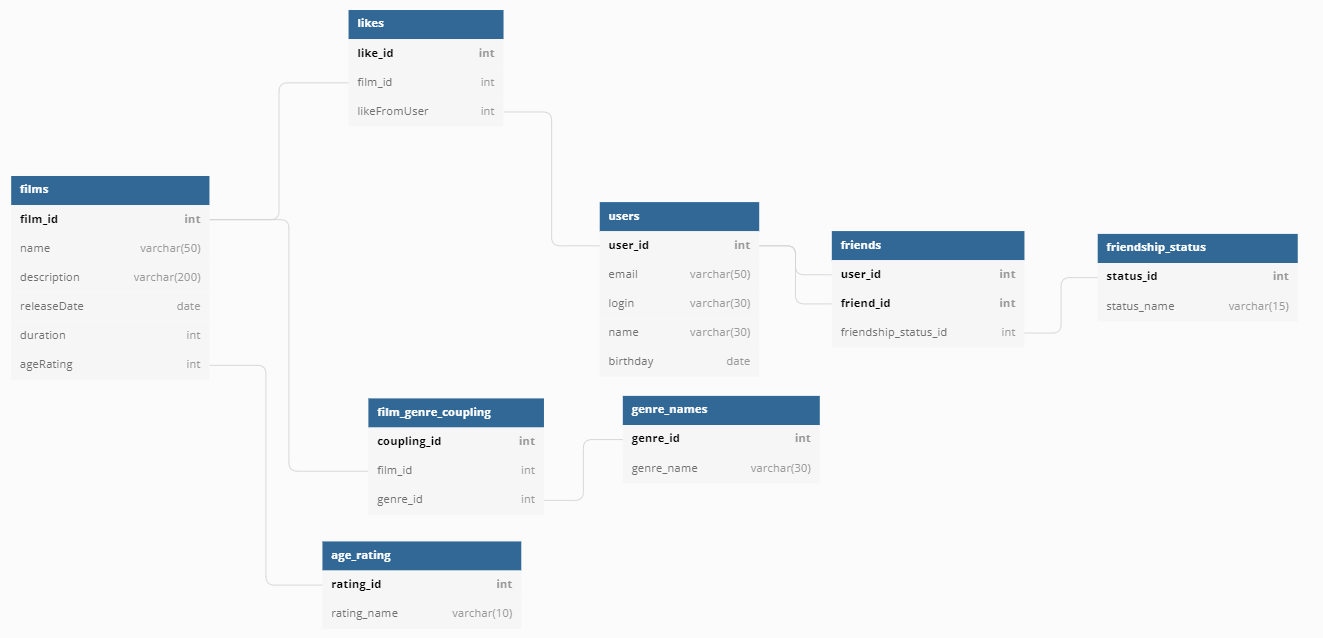 likes
like_id int
film_id int
likeFromUser int
films
film_id int
name varchar(50)
description varchar(200)
releaseDate date
duration int
ageRating int
users
user_id int
email varchar(50)
login varchar(30)
name varchar(30)
birthday date
friends
user_id int
friend_id int
friendship_status_id int
friendship_status
status_id int
status_name varchar(15)
film_genre_coupling
coupling_id int
film_id int
genre_id int
genre_names
genre_id int
genre_name varchar(30)
age_rating
rating_id int
rating_name varchar(10)